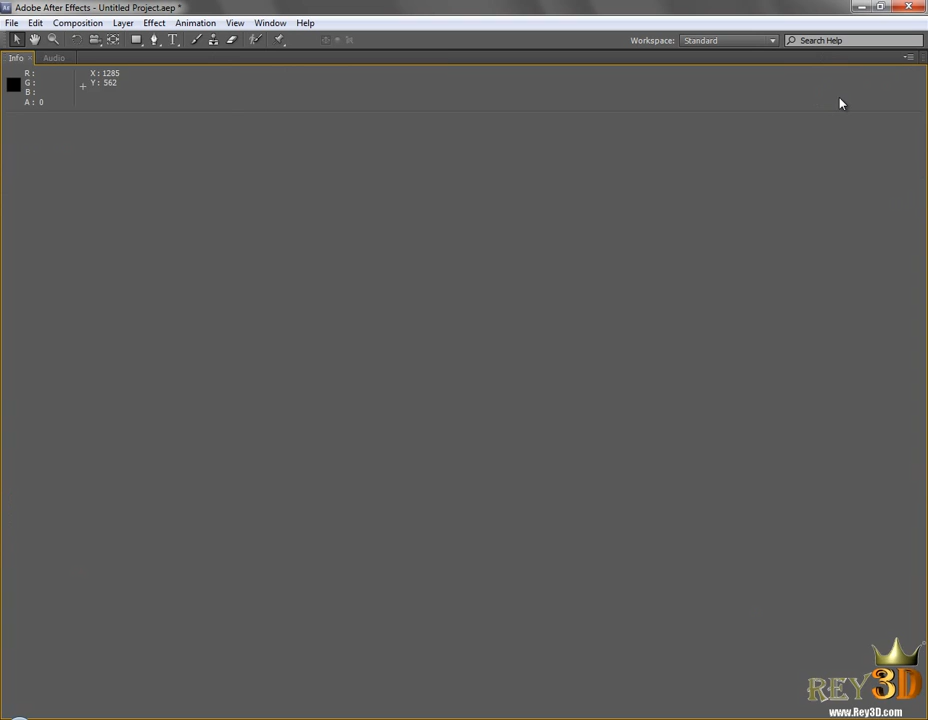 Adobe After Effects - Untitled Project.aep *
File Edit Composition Layer Effect Animation View Window Help
Workspace: Standard Search Help
Info Audio
R :
G :
B :
A : 0
X : 1285
Y : 562
REY3D
www.Rey3D.com